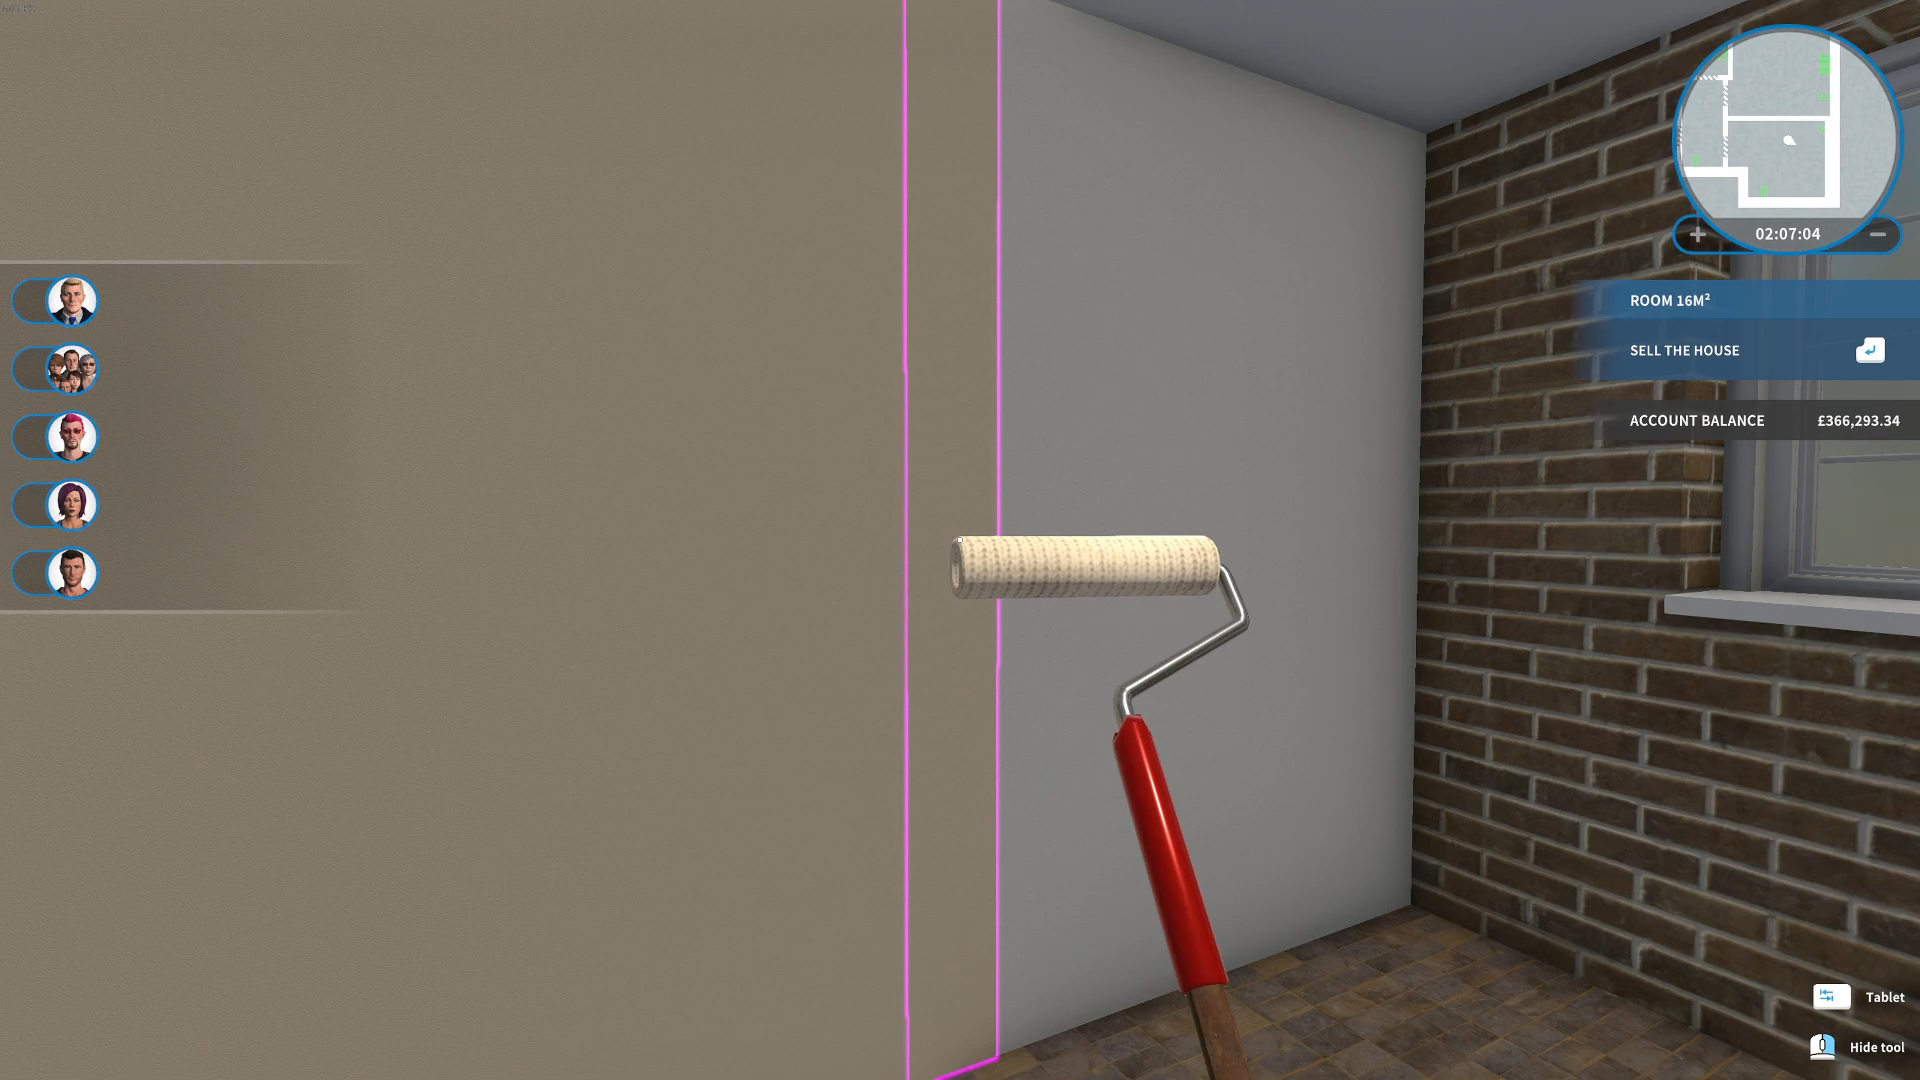 02:07:04
ROOM 16M²
SELL THE HOUSE
ACCOUNT BALANCE £366,293.34
Tablet
Hide tool